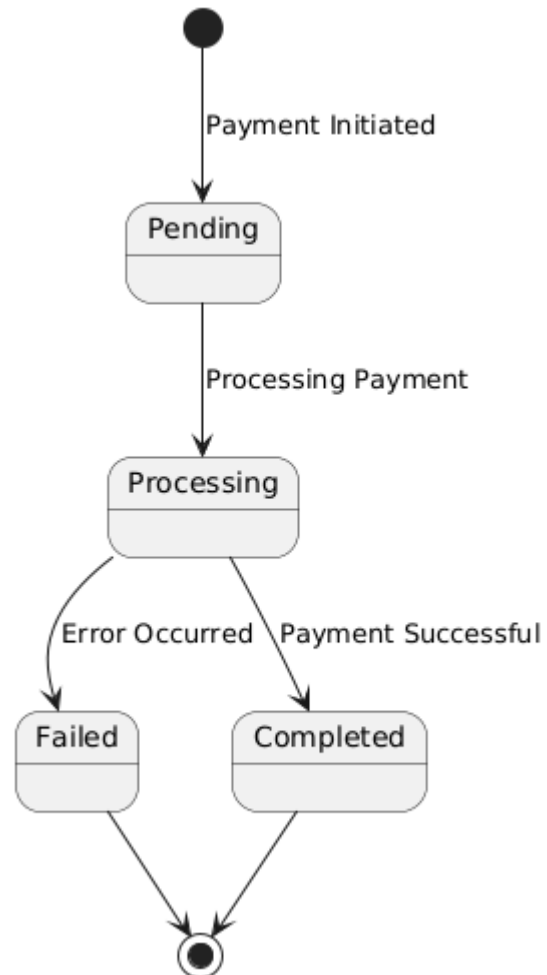 Payment Initiated
Pending
Processing Payment
Processing
Error Occurred
Payment Successful
Failed
Completed